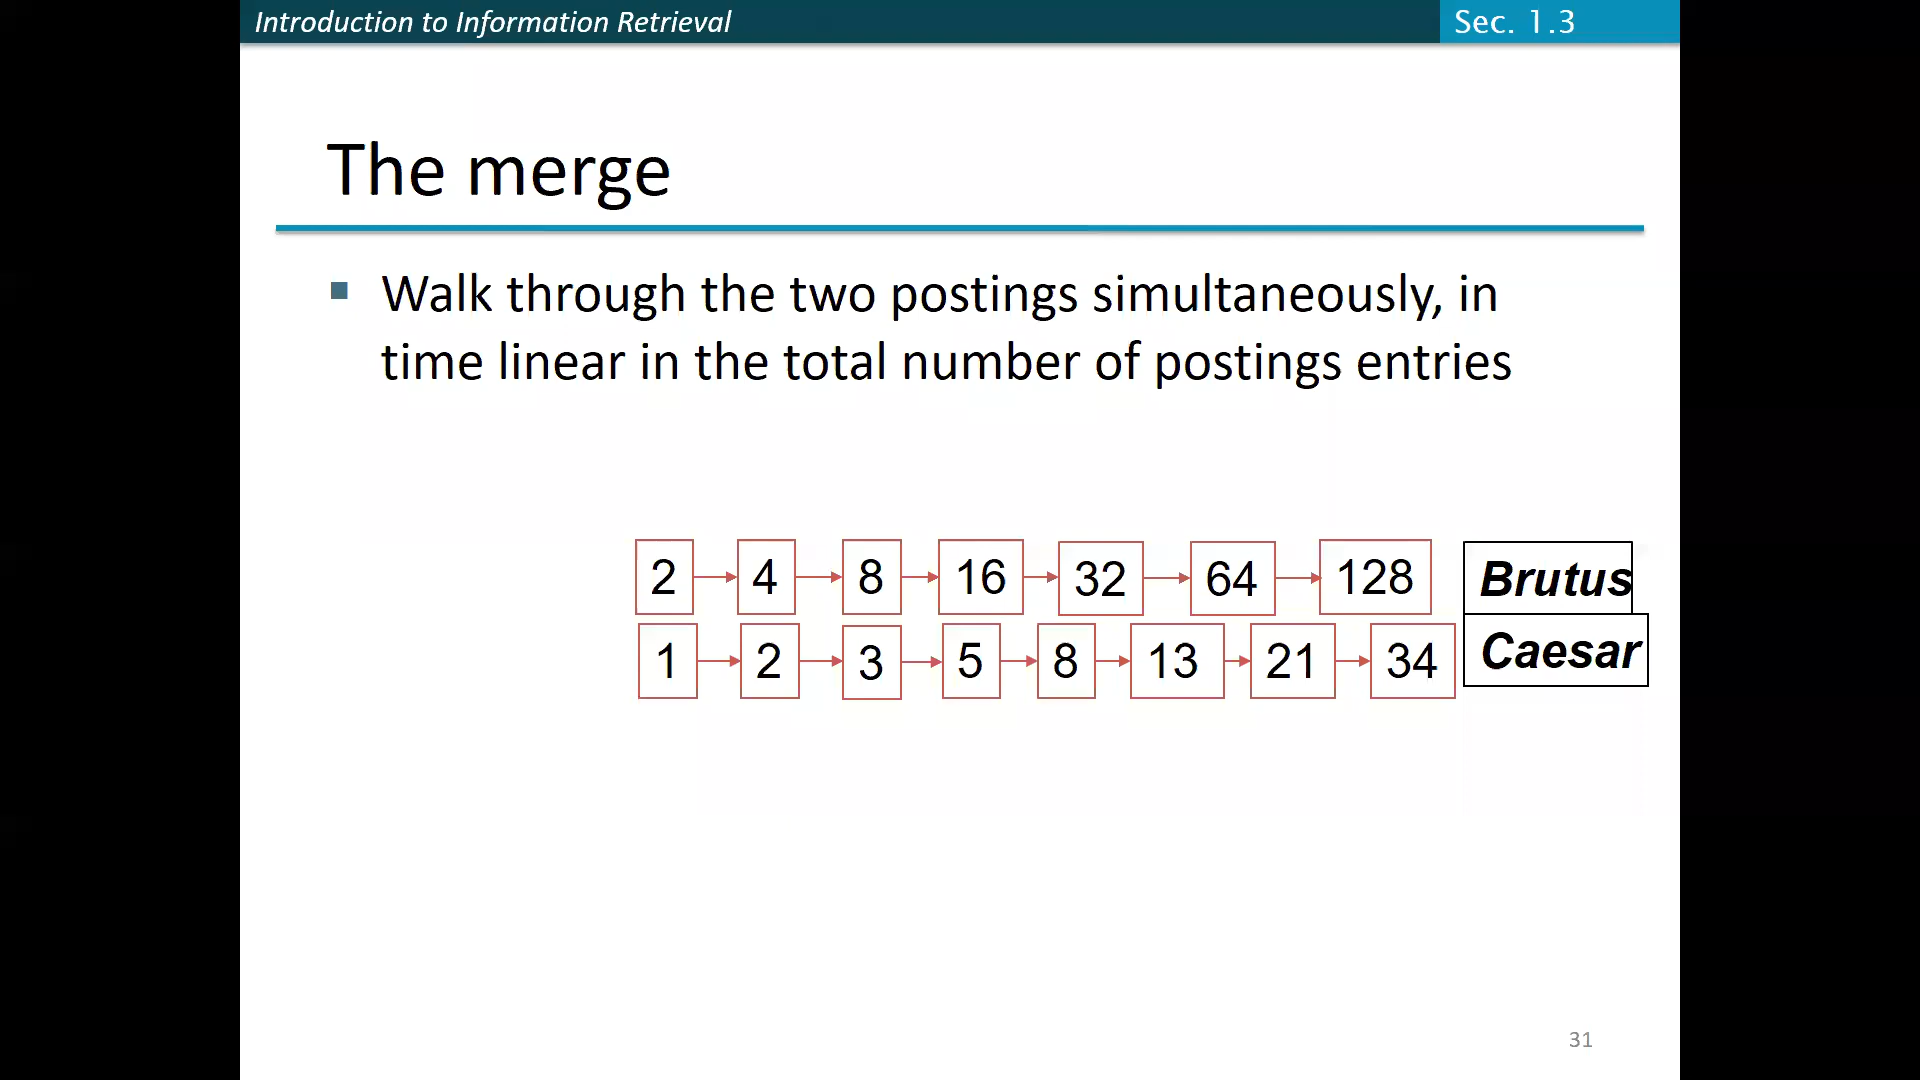 Introduction to Information Retrieval
Sec. 1.3
The merge
Walk through the two postings simultaneously, in
time linear in the total number of postings entries
2 4 8 16 32 64 128 Brutus
1 2 3 5 8 13 21 34 Caesar
31